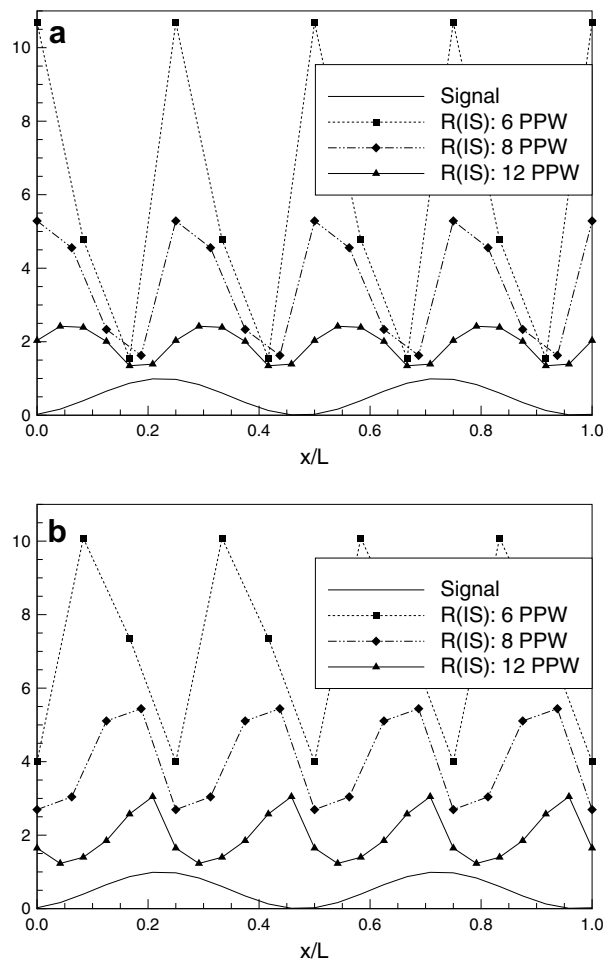 a
10
8
6
4
2
0
Signal
R(IS): 6 PPW
R(IS): 8 PPW
R(IS): 12 PPW
0.0 0.2 0.4 0.6 0.8 1.0
x/L
b
10
8
6
4
2
0
Signal
R(IS): 6 PPW
R(IS): 8 PPW
R(IS): 12 PPW
0.0 0.2 0.4 0.6 0.8 1.0
x/L